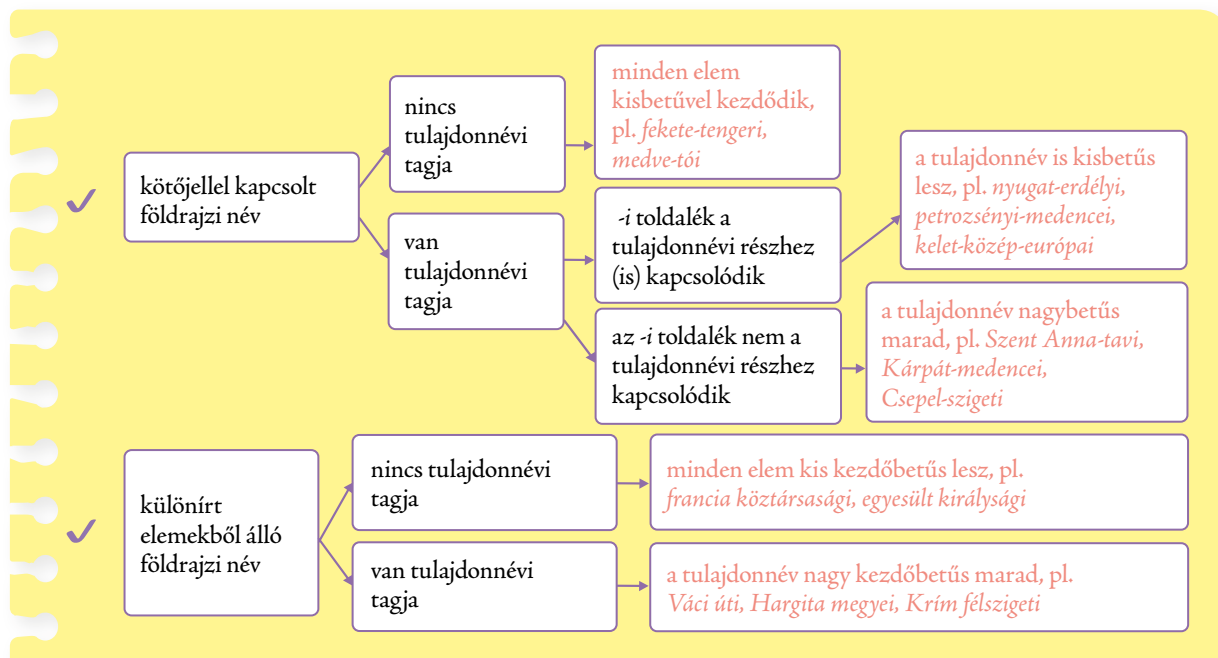 kötőjellel kapcsolt
földrajzi név
nincs
tulajdonnévi
tagja
minden elem
kisbetűvel kezdődik,
pl. fekete-tengeri,
medve-tói
van
tulajdonnévi
tagja
-i toldalék a
tulajdonnévi részhez
(is) kapcsolódik
a tulajdonnév is kisbetűs
lesz, pl. nyugat-erdélyi,
petrozsényi-medencei,
kelet-közép-európai
az -i toldalék nem a
tulajdonnévi részhez
kapcsolódik
a tulajdonnév nagybetűs
marad, pl. Szent Anna-tavi,
Kárpát-medencei,
Csepel-szigeti
különírt
elemekből álló
földrajzi név
nincs tulajdonnévi
tagja
minden elem kis kezdőbetűs lesz, pl.
francia köztársasági, egyesült királysági
van tulajdonnévi
tagja
a tulajdonnév nagy kezdőbetűs marad, pl.
Váci úti, Hargita megyei, Krím félszigeti